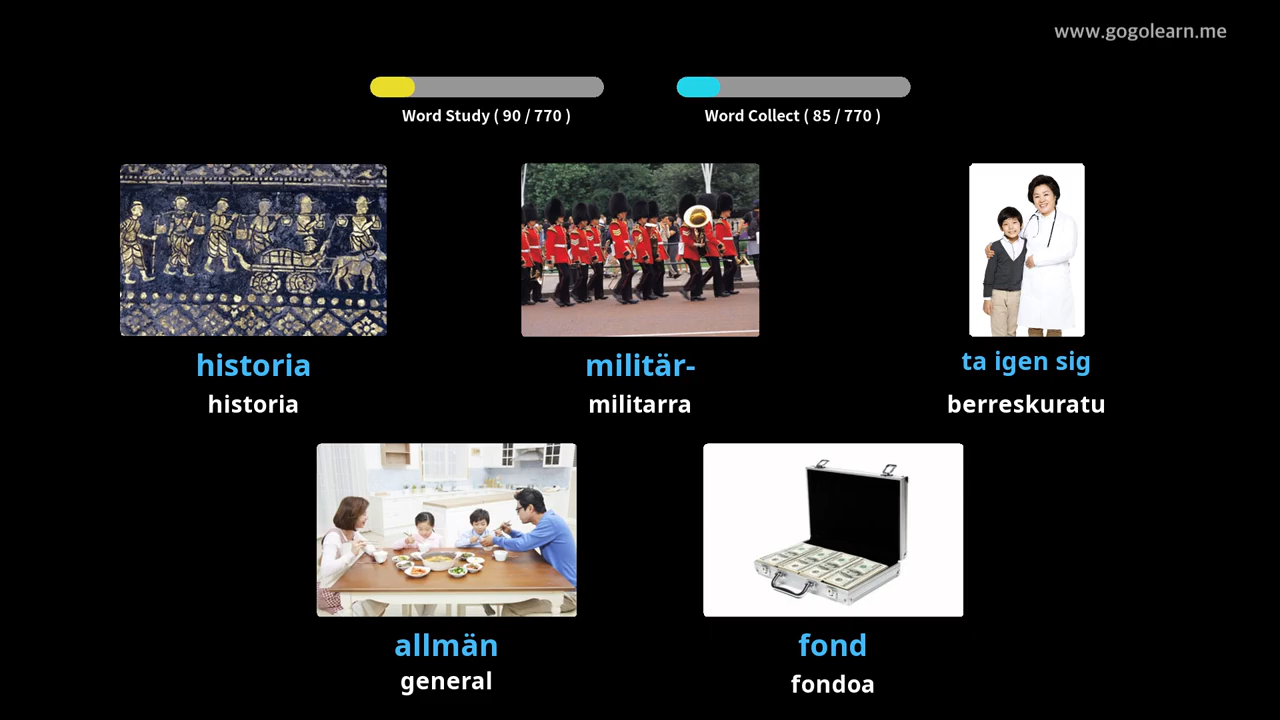 www.gogolearn.me
Word Study ( 90 / 770 )
Word Collect ( 85 / 770 )
historia
historia
militär-
militarra
ta igen sig
berreskuratu
allmän
general
fond
fondoa